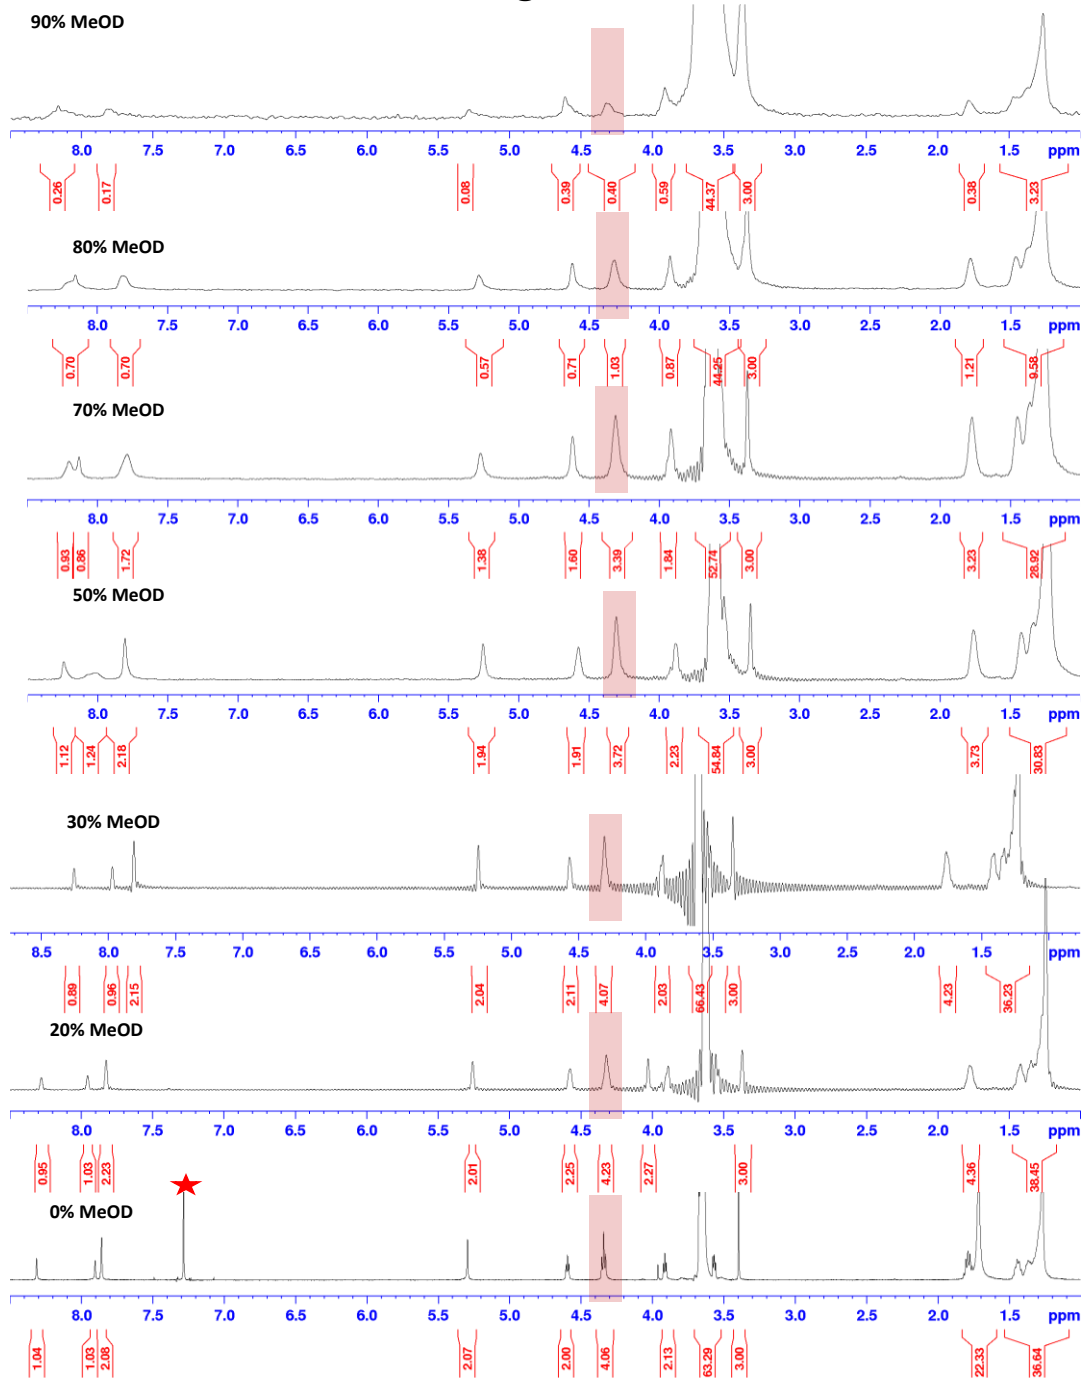 90% MeOD
8.0 7.5 7.0 6.5 6.0 5.5 5.0 4.5 4.0 3.5 3.0 2.5 2.0 1.5 ppm
0.26 0.17 0.08 0.39 0.40 0.59 44.37 3.00 0.38 3.23
80% MeOD
8.0 7.5 7.0 6.5 6.0 5.5 5.0 4.5 4.0 3.5 3.0 2.5 2.0 1.5 ppm
0.70 0.70 0.57 0.71 1.03 0.87 44.25 3.00 1.21 9.58
70% MeOD
8.0 7.5 7.0 6.5 6.0 5.5 5.0 4.5 4.0 3.5 3.0 2.5 2.0 1.5 ppm
0.93 0.86 1.72 1.38 1.60 3.39 1.84 52.74 3.00 3.23 28.92
50% MeOD
8.0 7.5 7.0 6.5 6.0 5.5 5.0 4.5 4.0 3.5 3.0 2.5 2.0 1.5 ppm
1.12 1.24 2.18 1.94 1.91 3.72 2.23 54.84 3.00 3.73 30.83
30% MeOD
8.5 8.0 7.5 7.0 6.5 6.0 5.5 5.0 4.5 4.0 3.5 3.0 2.5 2.0 1.5 ppm
0.89 0.96 2.15 2.04 2.11 4.07 2.03 66.43 3.00 4.23 36.23
20% MeOD
8.0 7.5 7.0 6.5 6.0 5.5 5.0 4.5 4.0 3.5 3.0 2.5 2.0 1.5 ppm
0.95 1.03 2.23 2.01 2.25 4.23 2.27 3.00 4.36 38.45
0% MeOD
8.0 7.5 7.0 6.5 6.0 5.5 5.0 4.5 4.0 3.5 3.0 2.5 2.0 1.5 ppm
1.04 1.03 2.08 2.07 2.00 4.06 2.13 63.29 3.00 22.33 36.64